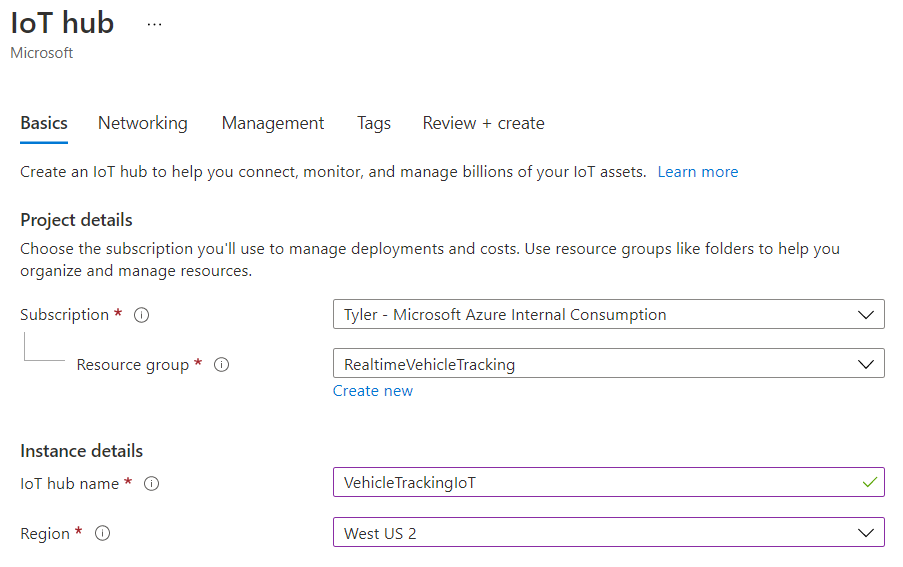 IoT hub ...
Microsoft
Basics Networking Management Tags Review + create
Create an IoT hub to help you connect, monitor, and manage billions of your IoT assets. Learn more
Project details
Choose the subscription you'll use to manage deployments and costs. Use resource groups like folders to help you
organize and manage resources.
Subscription * Tyler - Microsoft Azure Internal Consumption
Resource group * RealtimeVehicleTracking
Create new
Instance details
IoT hub name * VehicleTrackingIoT
Region * West US 2